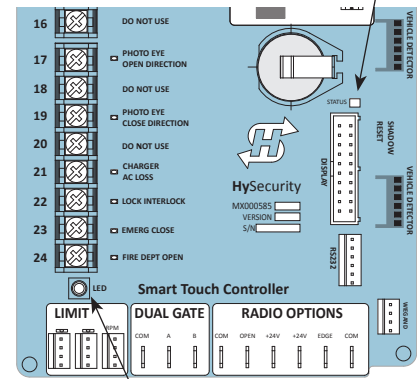 16 DO NOT USE
17 PHOTO EYE
OPEN DIRECTION
18 DO NOT USE
19 PHOTO EYE
CLOSE DIRECTION
20 DO NOT USE
21 CHARGER
AC LOSS
22 LOCK INTERLOCK
23 EMERG CLOSE
24 FIRE DEPT OPEN
VEHICLE DETECTOR
STATUS
SHADOW
RESET
DISPLAY
HySecurity
MX000585
VERSION
S/N
VEHICLE DETECTOR
RS232
LED
Smart Touch Controller
WIEGAND
LIMIT
RPM
DUAL GATE
COM A B
RADIO OPTIONS
COM OPEN +24V +24V EDGE COM